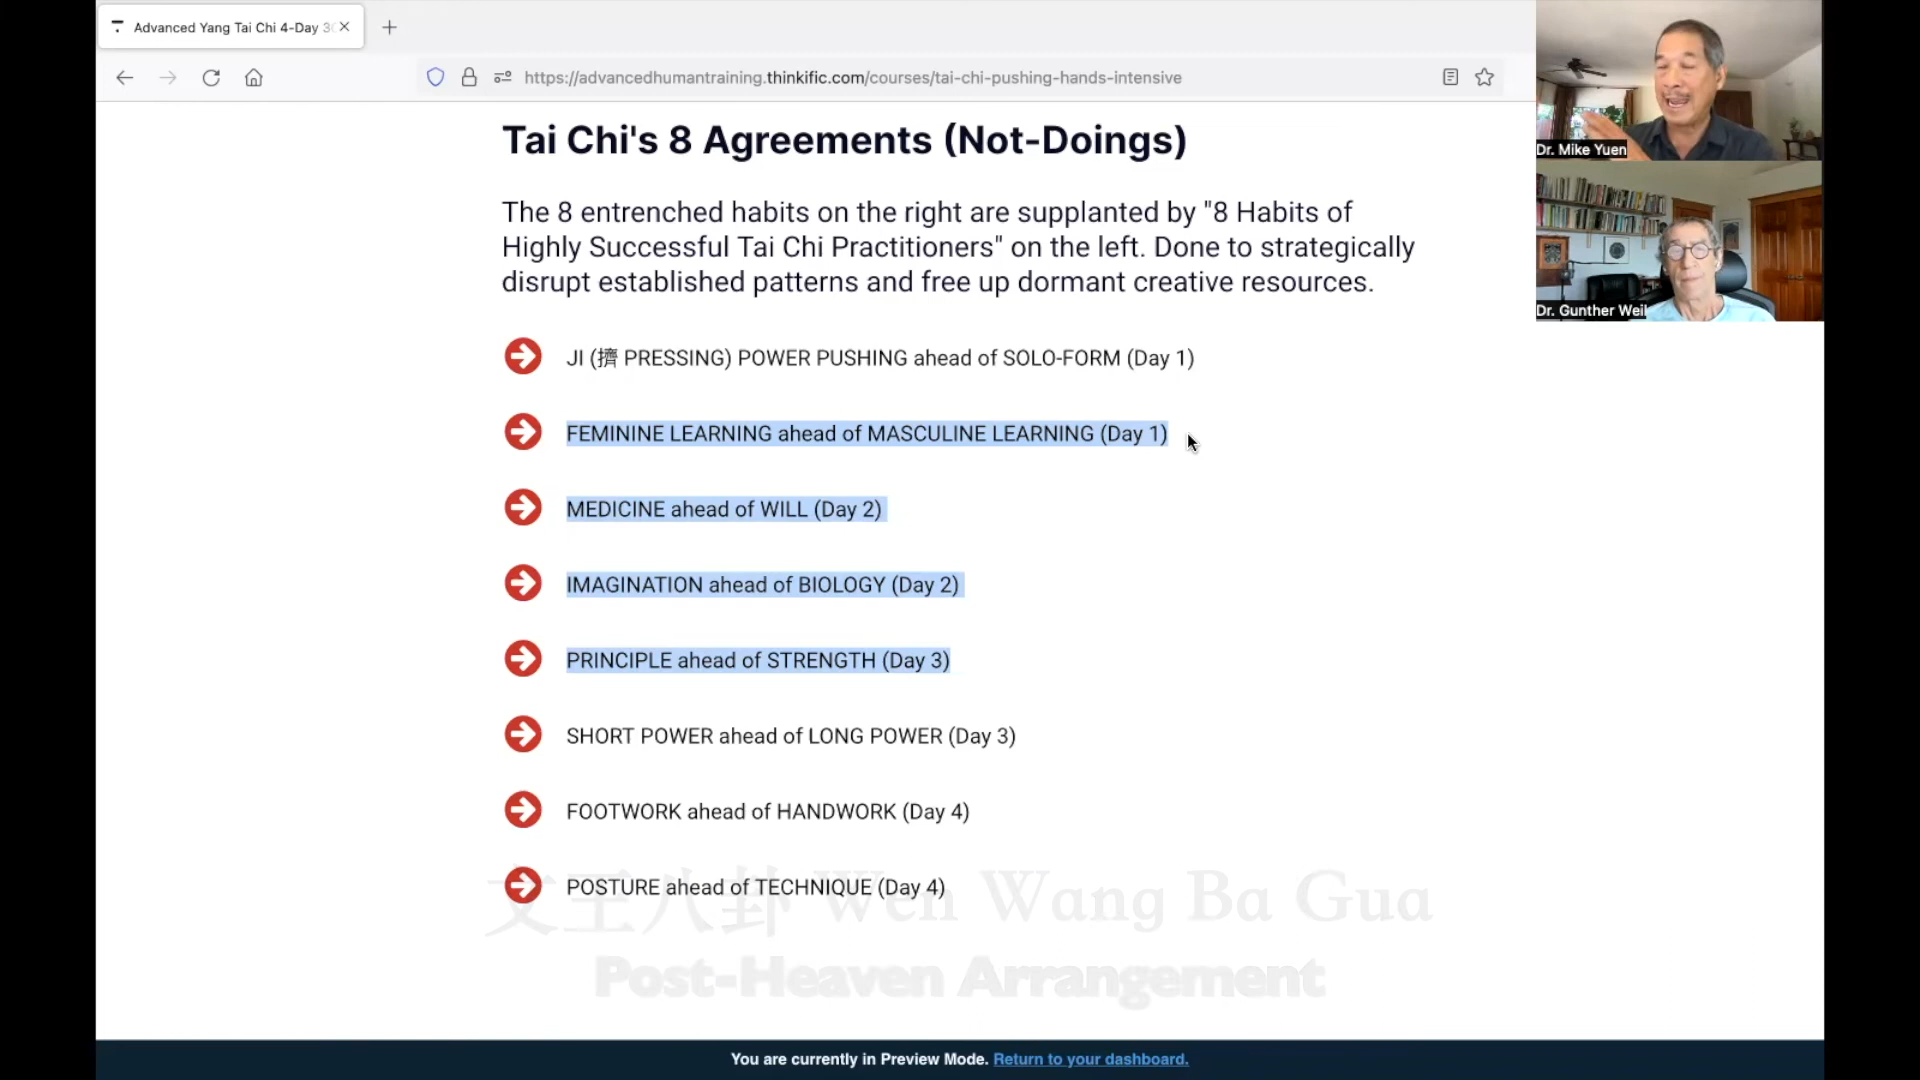 Advanced Yang Tai Chi 4-Day 30
https://advancedhumantraining.thinkific.com/courses/tai-chi-pushing-hands-intensive
Dr. Mike Yuen
Dr. Gunther Weil
Tai Chi's 8 Agreements (Not-Doings)
The 8 entrenched habits on the right are supplanted by "8 Habits of
Highly Successful Tai Chi Practitioners" on the left. Done to strategically
disrupt established patterns and free up dormant creative resources.
JI (擠 PRESSING) POWER PUSHING ahead of SOLO-FORM (Day 1)
FEMININE LEARNING ahead of MASCULINE LEARNING (Day 1)
MEDICINE ahead of WILL (Day 2)
IMAGINATION ahead of BIOLOGY (Day 2)
PRINCIPLE ahead of STRENGTH (Day 3)
SHORT POWER ahead of LONG POWER (Day 3)
FOOTWORK ahead of HANDWORK (Day 4)
POSTURE ahead of TECHNIQUE (Day 4)
文王八卦 Wen Wang Ba Gua
Post-Heaven Arrangement
You are currently in Preview Mode. Return to your dashboard.